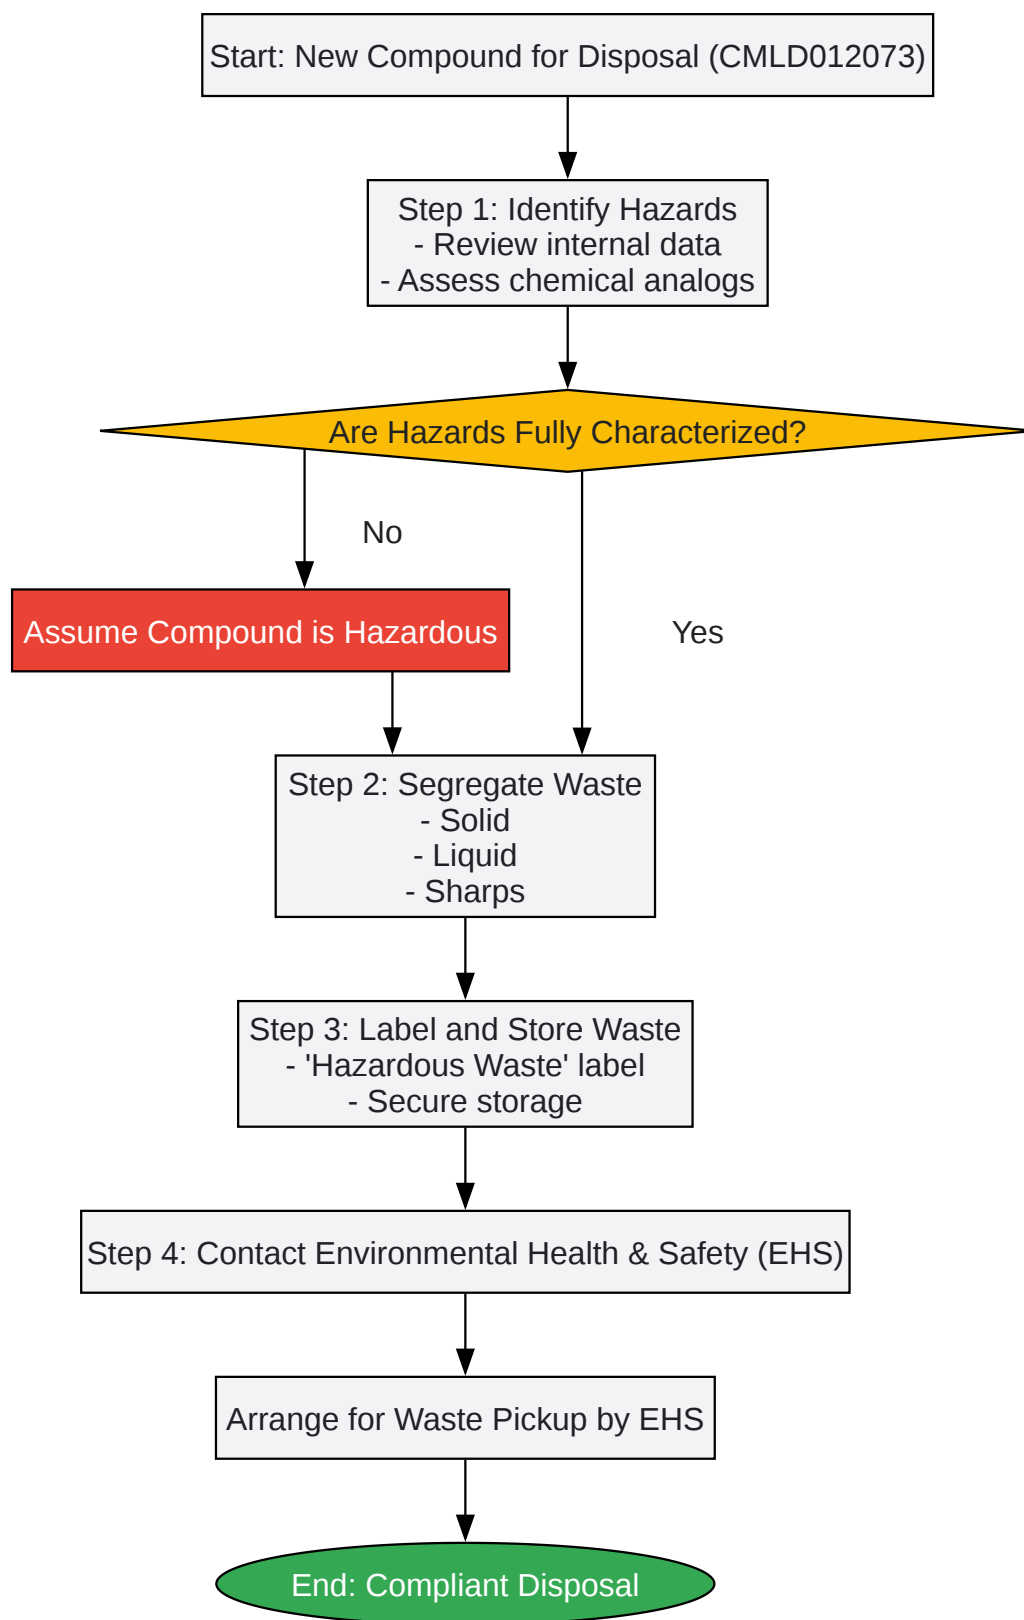 Start: New Compound for Disposal (CMLD012073)
Step 1: Identify Hazards
- Review internal data
- Assess chemical analogs
Are Hazards Fully Characterized?
No
Assume Compound is Hazardous
Yes
Step 2: Segregate Waste
- Solid
- Liquid
- Sharps
Step 3: Label and Store Waste
- 'Hazardous Waste' label
- Secure storage
Step 4: Contact Environmental Health & Safety (EHS)
Arrange for Waste Pickup by EHS
End: Compliant Disposal